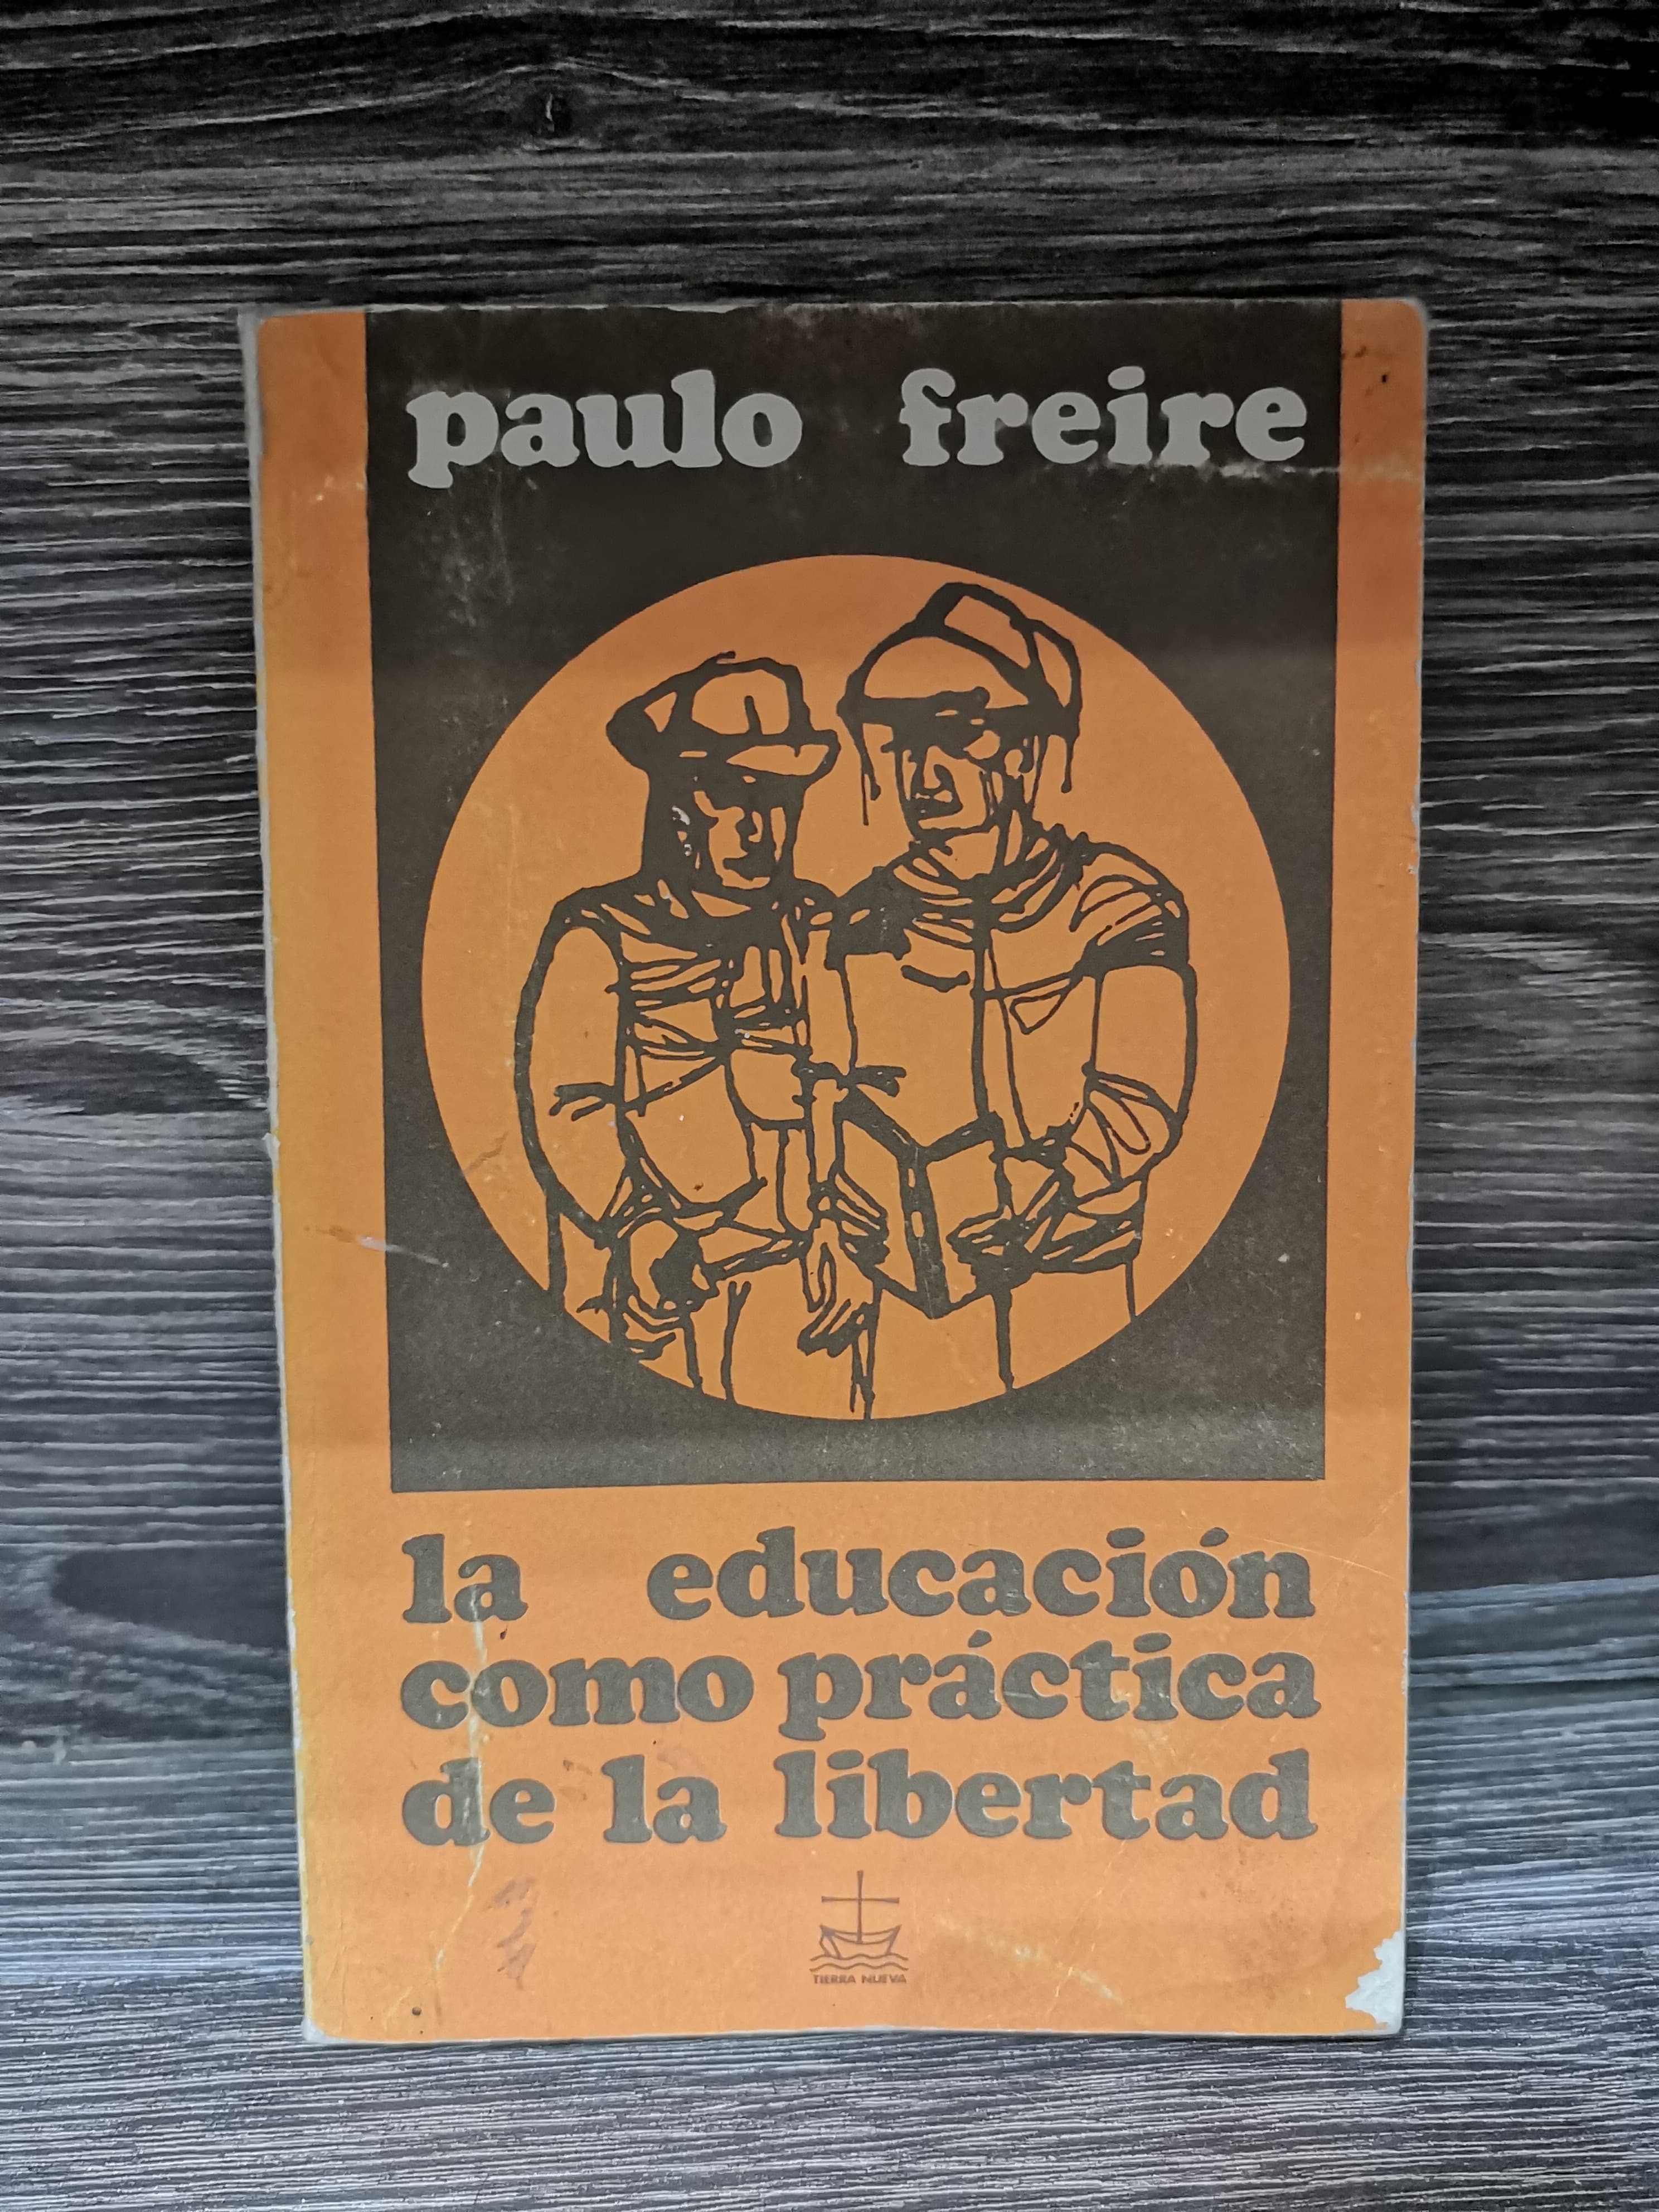 paulo freire
la educación
como práctica
de la libertad
TIERRA NUEVA